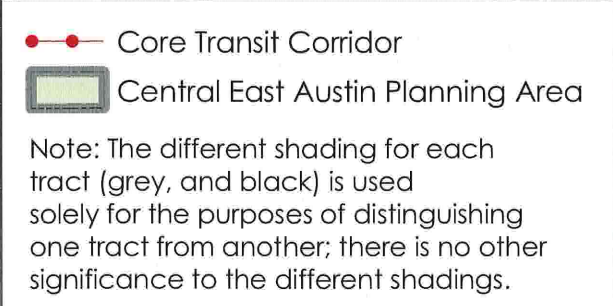 Core Transit Corridor
Central East Austin Planning Area
Note: The different shading for each
tract (grey, and black) is used
solely for the purposes of distinguishing
one tract from another; there is no other
significance to the different shadings.